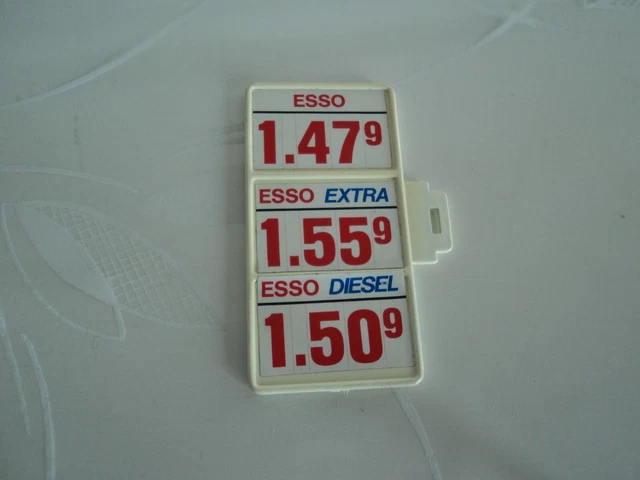 ESSO
1.47⁹
ESSO EXTRA
1.55⁹
ESSO DIESEL
1.50⁹